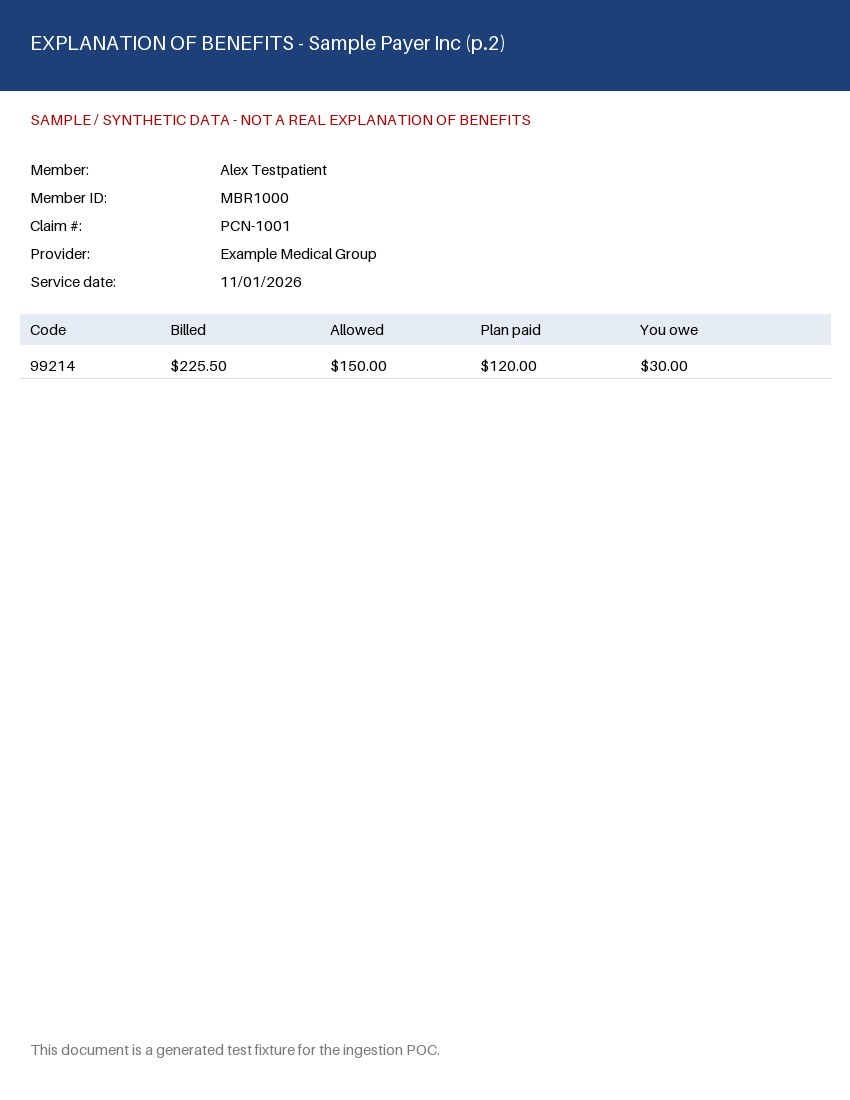 EXPLANATION OF BENEFITS - Sample Payer Inc (p.2)
SAMPLE / SYNTHETIC DATA - NOT A REAL EXPLANATION OF BENEFITS
Member: Alex Testpatient
Member ID: MBR1000
Claim #: PCN-1001
Provider: Example Medical Group
Service date: 11/01/2026
Code Billed Allowed Plan paid You owe
99214 $225.50 $150.00 $120.00 $30.00
This document is a generated test fixture for the ingestion POC.